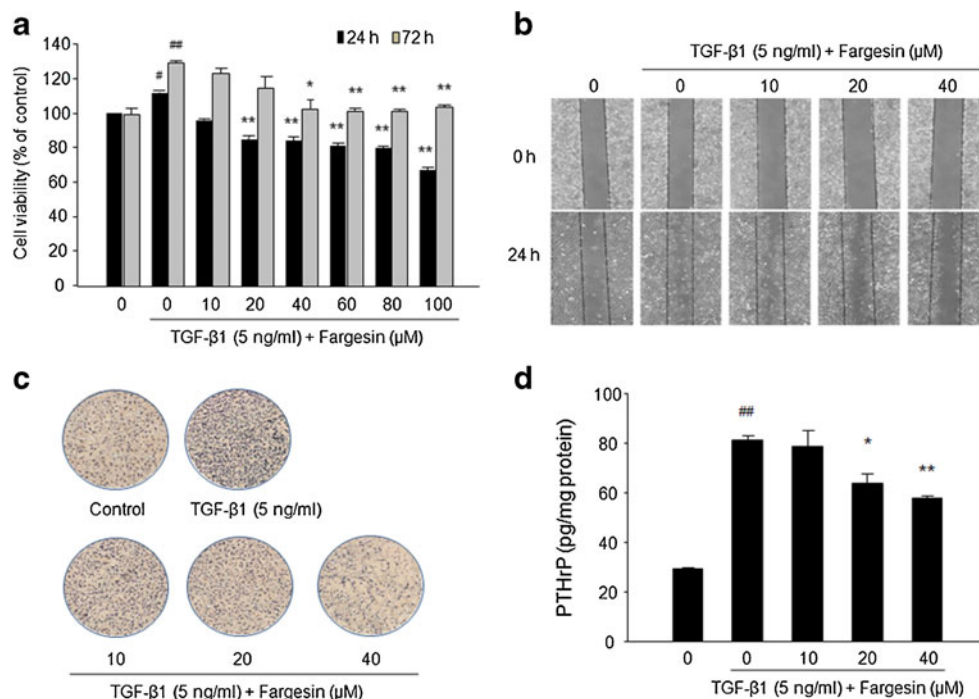 a
24 h 72 h
Cell viability (% of control)
140
120
100
80
60
40
20
0
# ## ** * ** ** ** ** ** ** **
0 0 10 20 40 60 80 100
TGF-β1 (5 ng/ml) + Fargesin (μM)
b
TGF-β1 (5 ng/ml) + Fargesin (μM)
0 0 10 20 40
0 h
24 h
c
Control TGF-β1 (5 ng/ml)
10 20 40
TGF-β1 (5 ng/ml) + Fargesin (μM)
d
PTHrP (pg/mg protein)
100
80
60
40
20
0
## * **
0 0 10 20 40
TGF-β1 (5 ng/ml) + Fargesin (μM)